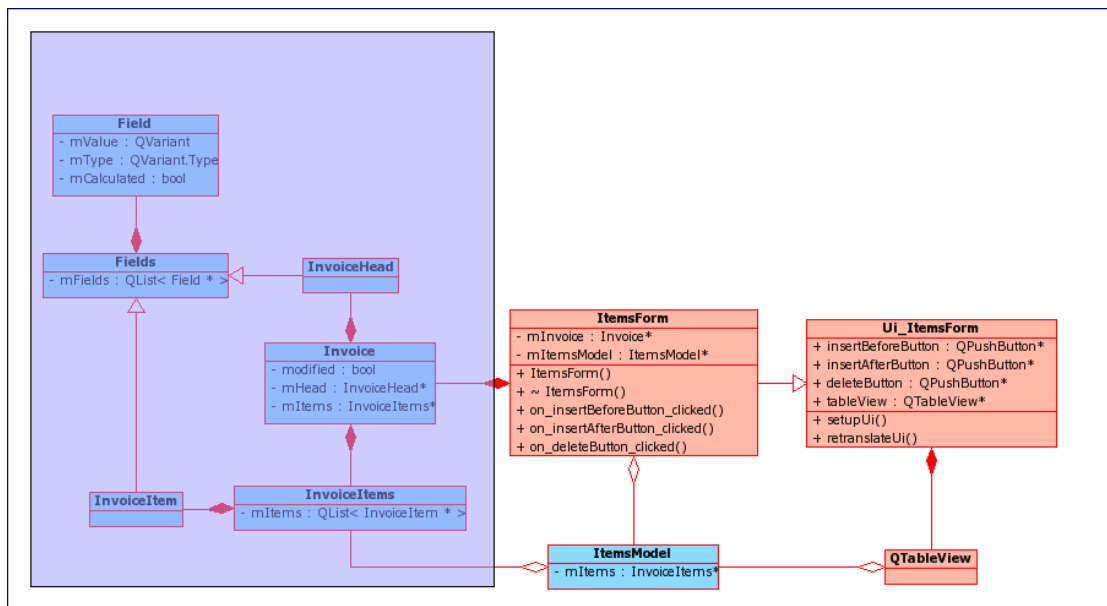 Field
- mValue : QVariant
- mType : QVariant.Type
- mCalculated : bool
Fields
- mFields : QList< Field * >
InvoiceHead
Invoice
- modified : bool
- mHead : InvoiceHead*
- mItems : InvoiceItems*
InvoiceItem
InvoiceItems
- mItems : QList< InvoiceItem * >
ItemsForm
- mInvoice : Invoice*
- mItemsModel : ItemsModel*
+ ItemsForm()
+ ~ ItemsForm()
+ on_insertBeforeButton_clicked()
+ on_insertAfterButton_clicked()
+ on_deleteButton_clicked()
Ui_ItemsForm
+ insertBeforeButton : QPushButton*
+ insertAfterButton : QPushButton*
+ deleteButton : QPushButton*
+ tableView : QTableView*
+ setupUi()
+ retranslateUi()
ItemsModel
- mItems : InvoiceItems*
QTableView